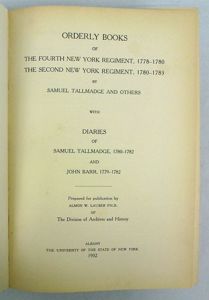 ORDERLY BOOKS
OF
THE FOURTH NEW YORK REGIMENT, 1778-1780
THE SECOND NEW YORK REGIMENT, 1780-1783
BY
SAMUEL TALLMADGE AND OTHERS
WITH
DIARIES
OF
SAMUEL TALLMADGE, 1780-1782
AND
JOHN BARR, 1779-1782
Prepared for publication by
ALMON W. LAUBER PH.D.
OF
The Division of Archives and History
ALBANY
THE UNIVERSITY OF THE STATE OF NEW YORK
1932